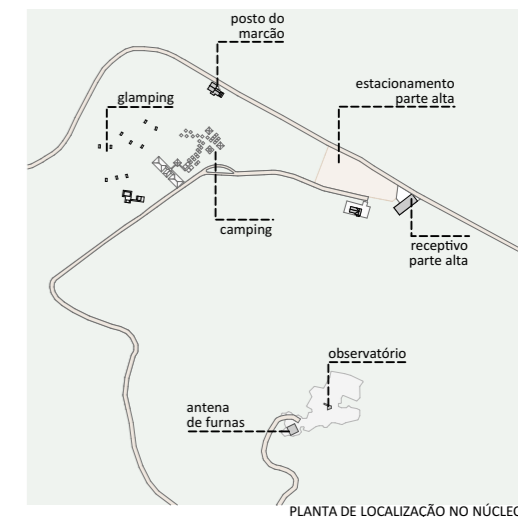 posto do
marcão
glamping
estacionamento
parte alta
camping
receptivo
parte alta
observatório
antena
de furnas
PLANTA DE LOCALIZAÇÃO NO NÚCLEO